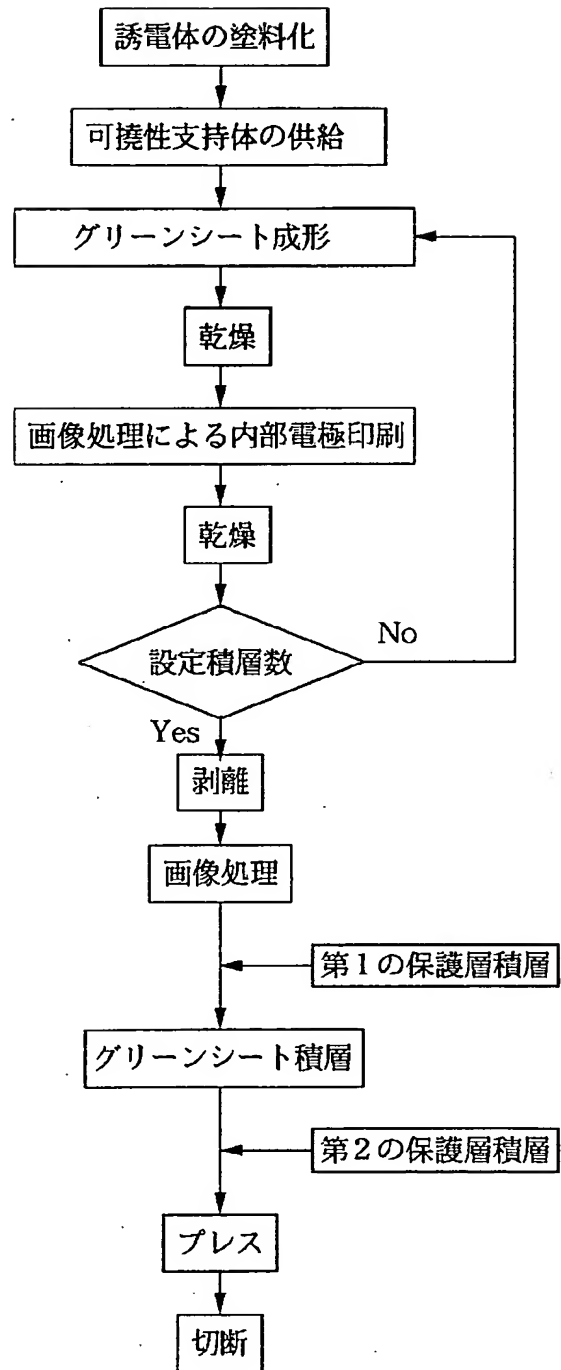 誘電体の塗料化
可撓性支持体の供給
グリーンシート成形
乾燥
画像処理による内部電極印刷
乾燥
設定積層数
No
Yes
剥離
画像処理
第1の保護層積層
グリーンシート積層
第2の保護層積層
プレス
切断